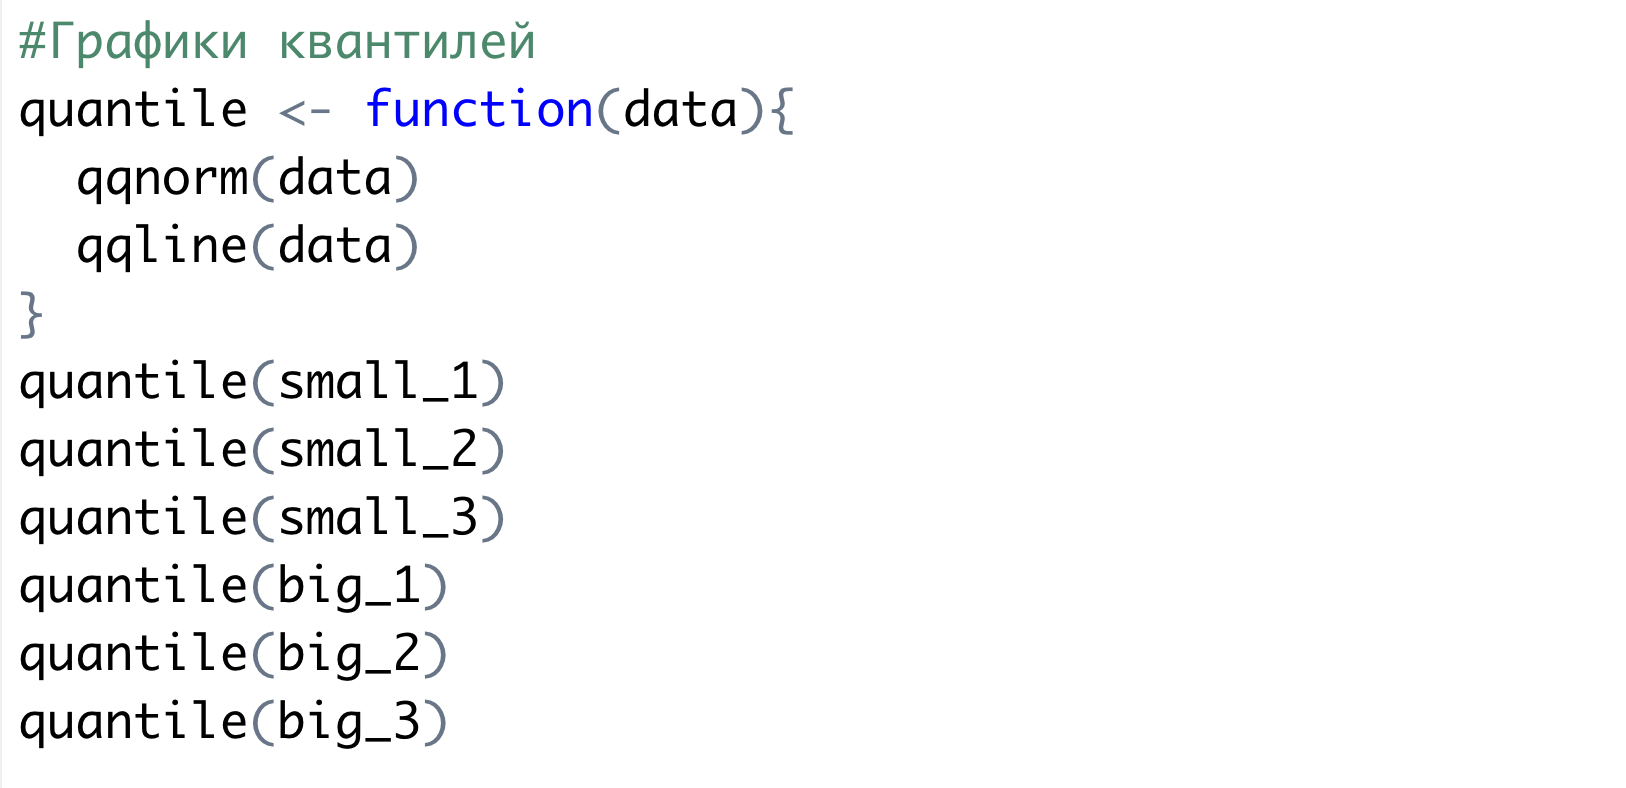 #Графики квантилей
quantile <- function(data){
  qqnorm(data)
  qqline(data)
}
quantile(small_1)
quantile(small_2)
quantile(small_3)
quantile(big_1)
quantile(big_2)
quantile(big_3)